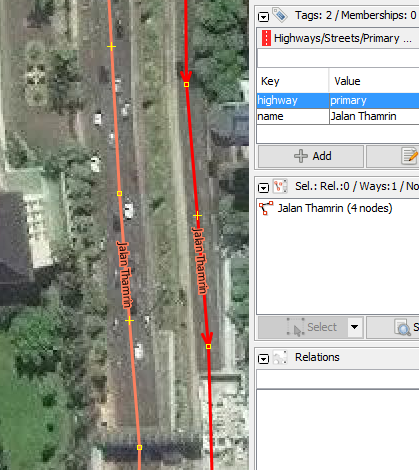 Tags: 2 / Memberships: 0
Highways/Streets/Primary ...
Key Value
highway primary
name Jalan Thamrin
Add
Sel.: Rel.:0 / Ways:1 / No
Jalan Thamrin (4 nodes)
Select S
Relations
Jalan Thamrin
Jalan Thamrin